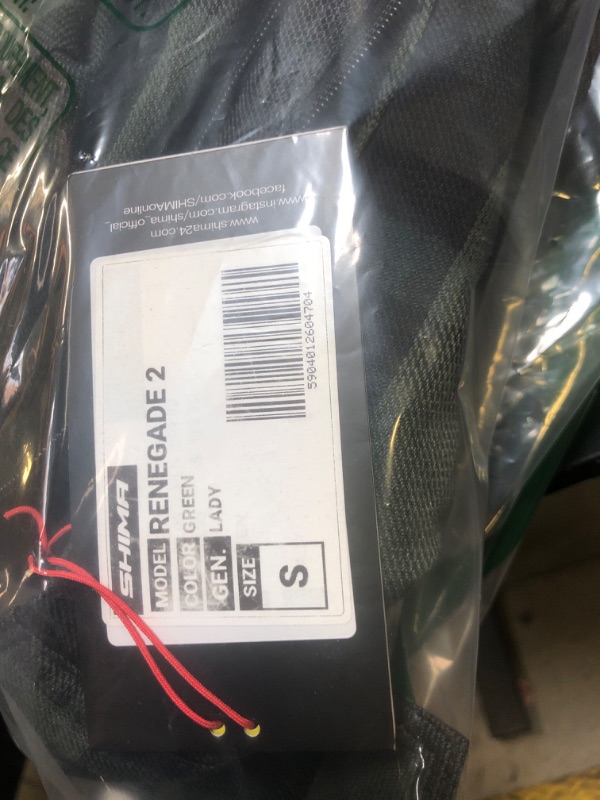 www.shima24.com
www.instagram.com/shima_official_
facebook.com/SHIMAonline
SHIMA
MODEL RENEGADE 2
COLOR GREEN
GEN. LADY
SIZE
S
5904012604704